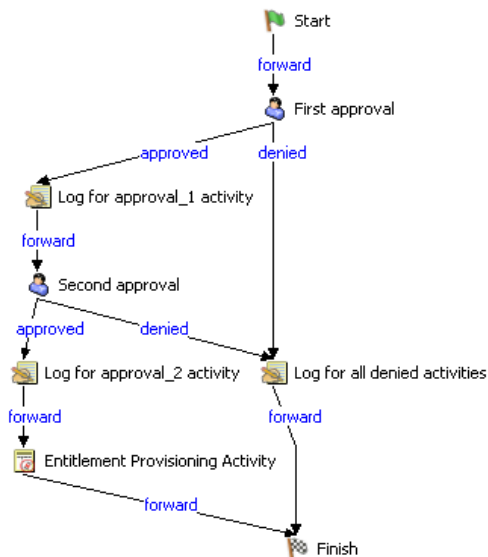 Start
forward
First approval
approved
denied
Log for approval_1 activity
forward
Second approval
approved
denied
Log for approval_2 activity
Log for all denied activities
forward
forward
Entitlement Provisioning Activity
forward
Finish